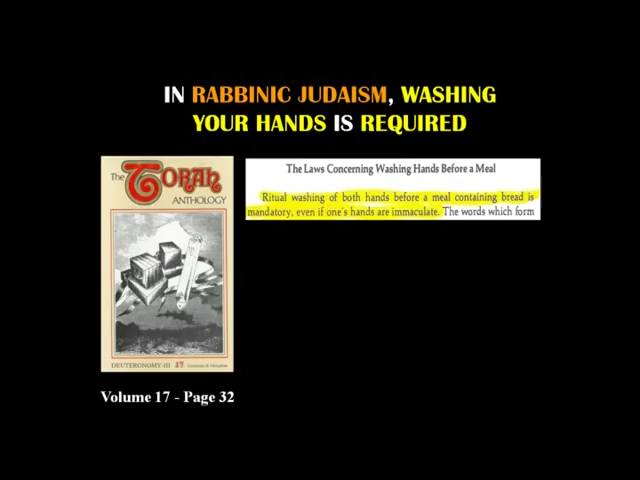 IN RABBINIC JUDAISM, WASHING
YOUR HANDS IS REQUIRED
The TORAH
ANTHOLOGY
DEUTERONOMY-III 17
Volume 17 - Page 32
The Laws Concerning Washing Hands Before a Meal
Ritual washing of both hands before a meal containing bread is
mandatory, even if one's hands are immaculate. The words which form